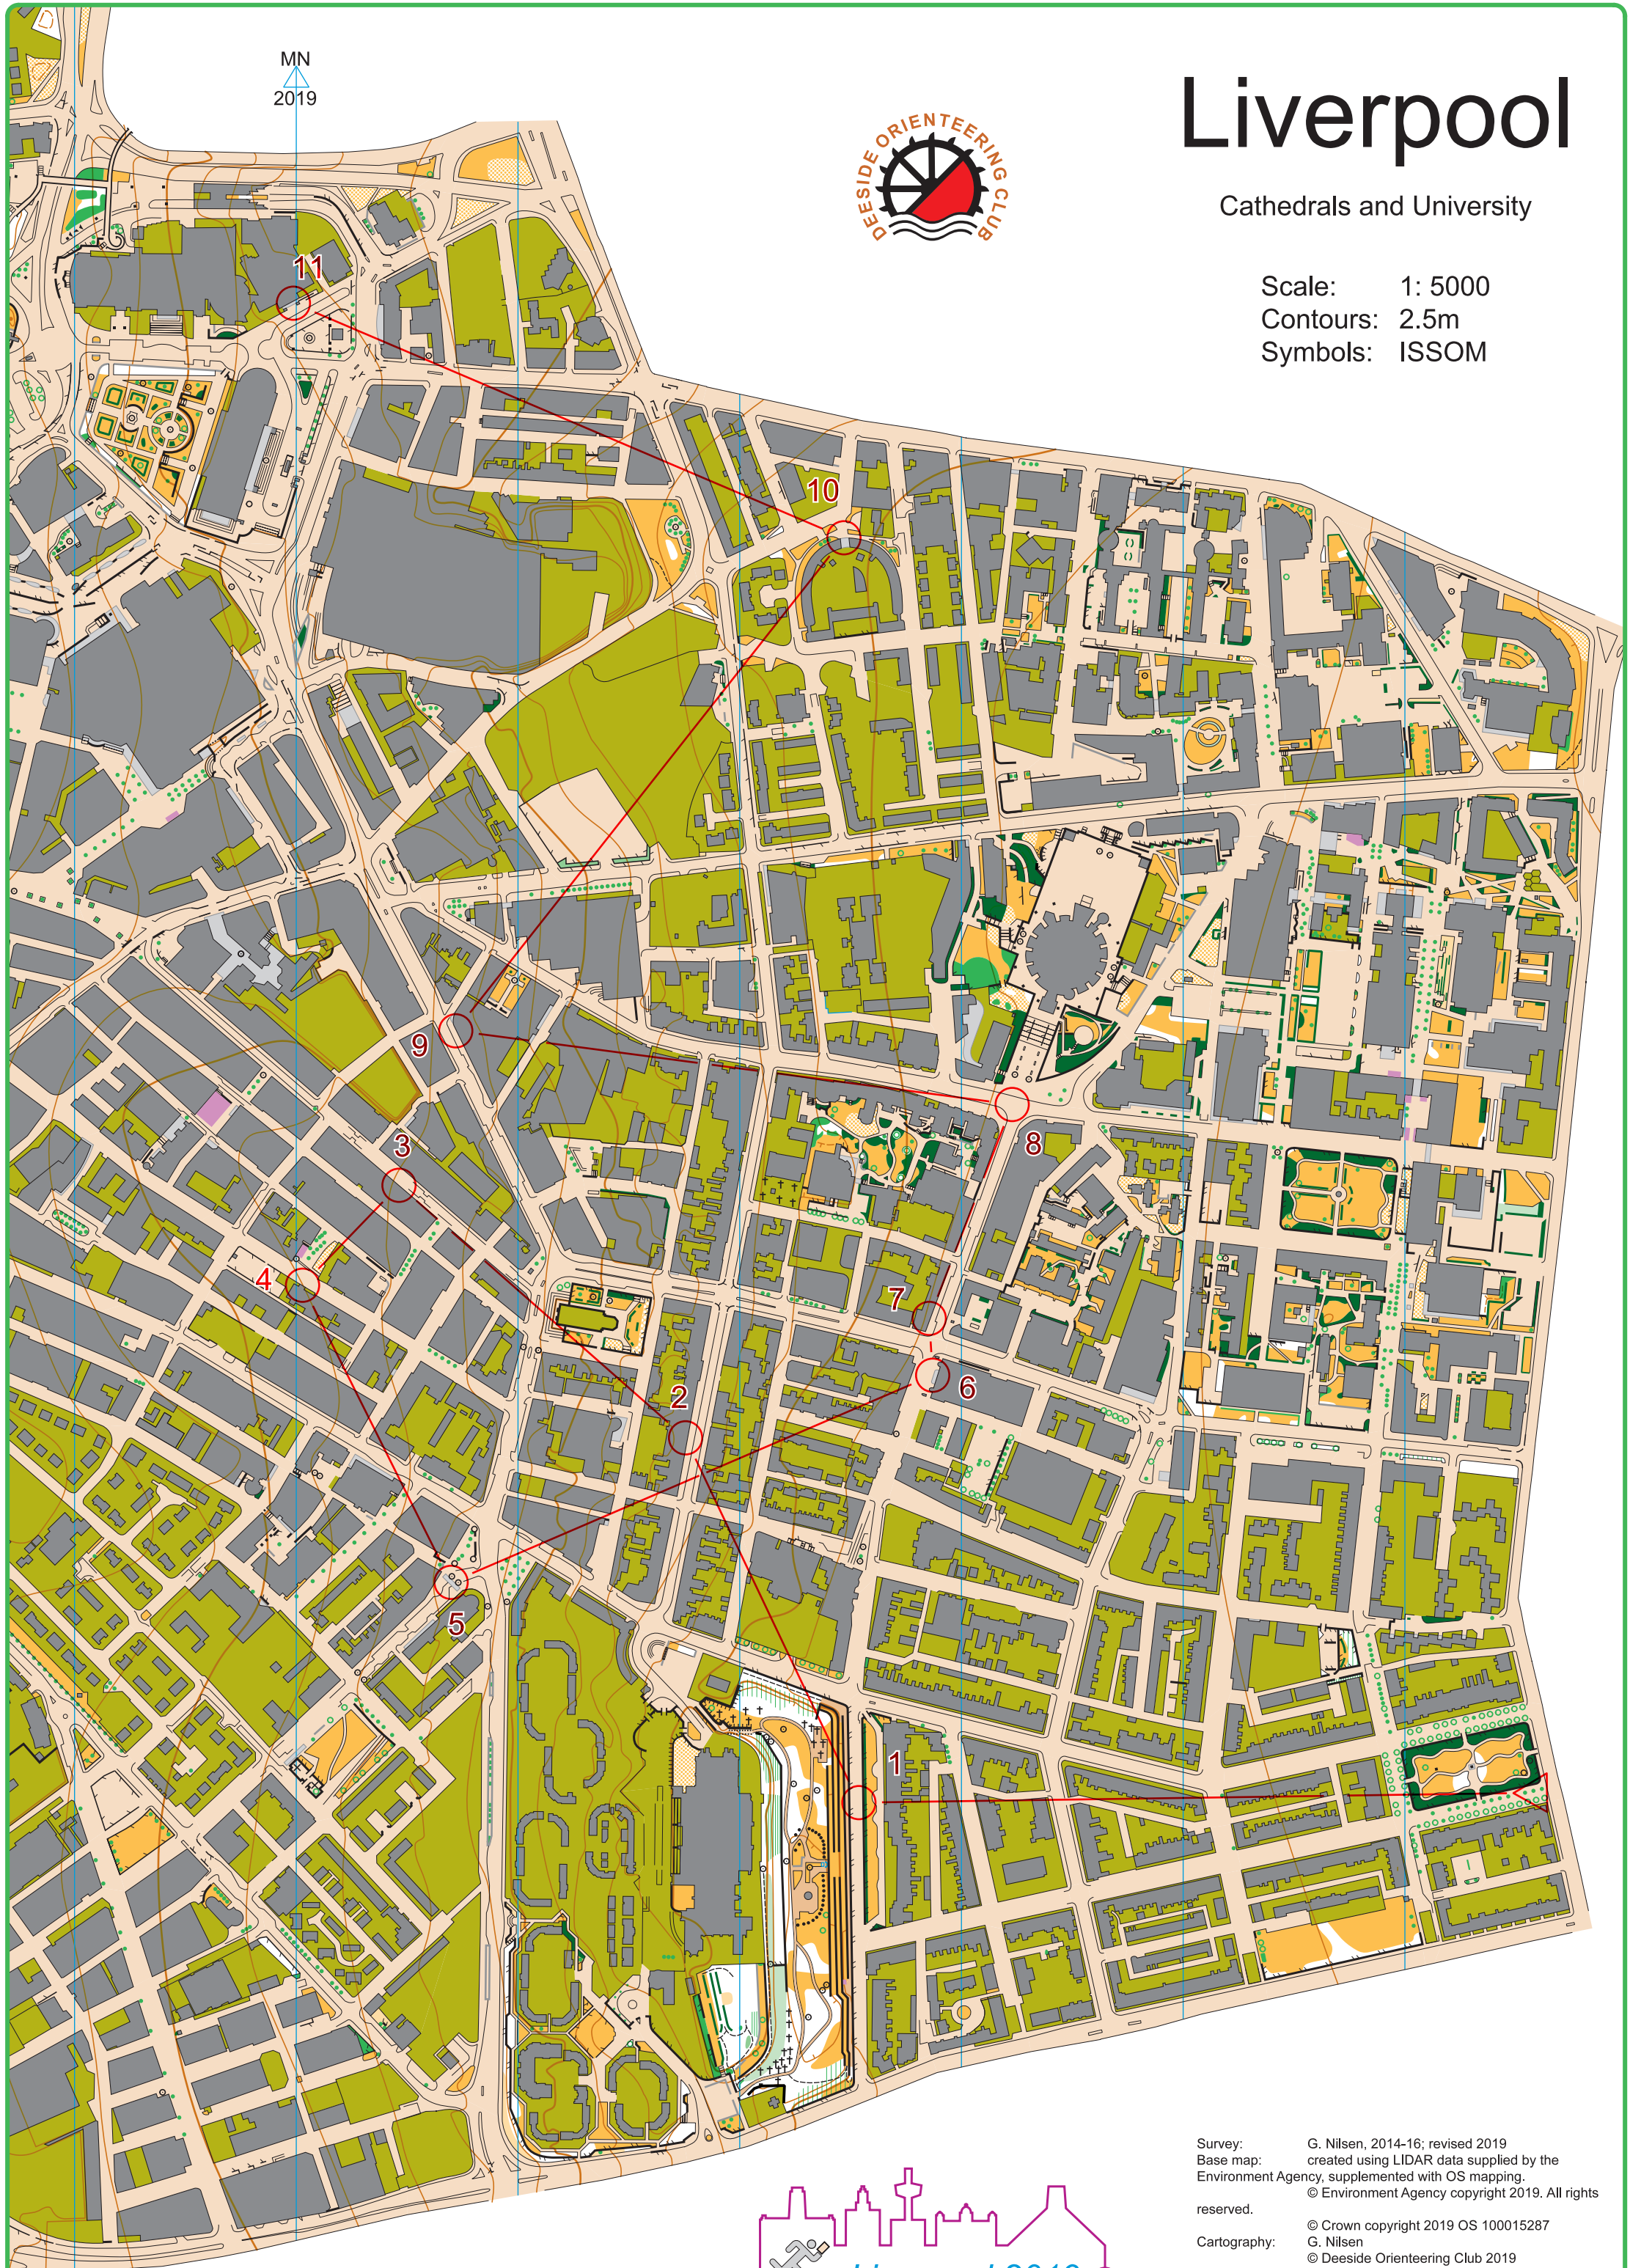 MN
2019
Liverpool
DEESIDE ORIENTEERING CLUB
Cathedrals and University
Scale: 1: 5000
Contours: 2.5m
Symbols: ISSOM
11
10
9
8
3
4
7
6
2
5
1
Survey: G. Nilsen, 2014-16; revised 2019
Base map: created using LIDAR data supplied by the
Environment Agency, supplemented with OS mapping.
© Environment Agency copyright 2019. All rights
reserved.
© Crown copyright 2019 OS 100015287
Cartography: G. Nilsen
© Deeside Orienteering Club 2019